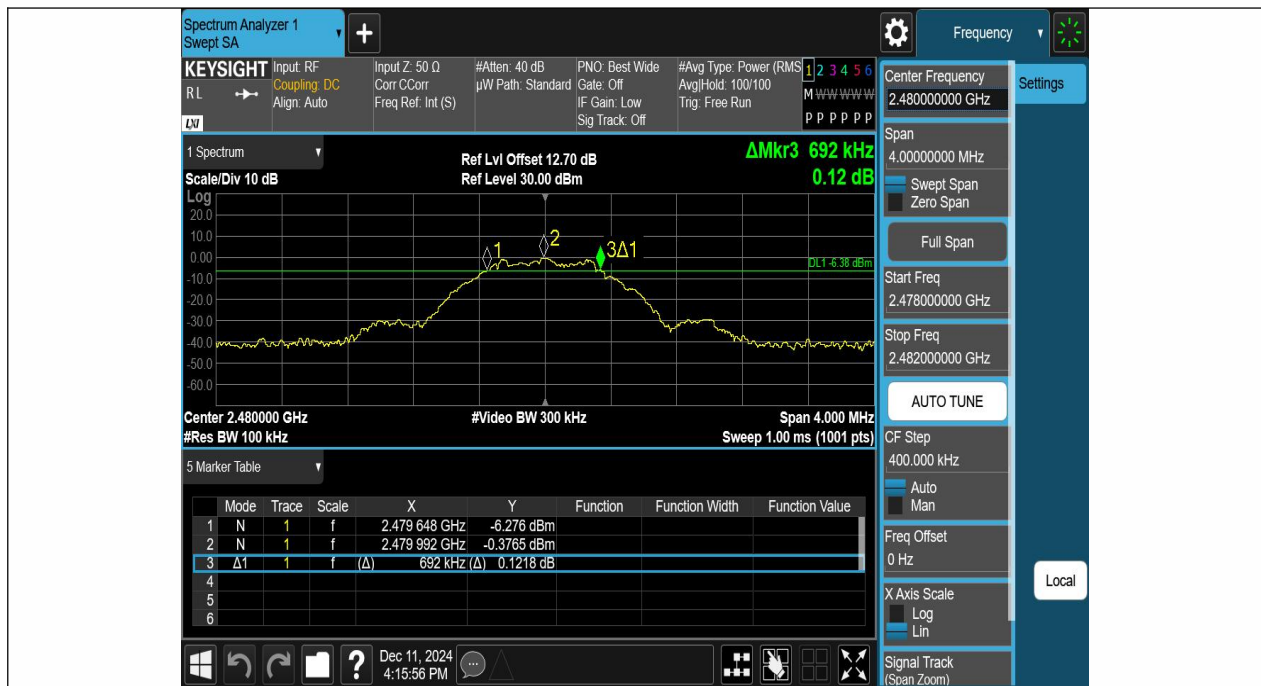 Spectrum Analyzer 1
Swept SA
Frequency
KEYSIGHT
RL
LXI
Input: RF
Coupling: DC
Align: Auto
Input Z: 50 Ω
Corr CCorr
Freq Ref: Int (S)
#Atten: 40 dB
µW Path: Standard
PNO: Best Wide
Gate: Off
IF Gain: Low
Sig Track: Off
#Avg Type: Power (RMS
Avg|Hold: 100/100
Trig: Free Run
1 2 3 4 5 6
M W W W W W
P P P P P P
1 Spectrum
Scale/Div 10 dB
Ref Lvl Offset 12.70 dB
Ref Level 30.00 dBm
ΔMkr3 692 kHz
0.12 dB
Log
20.0
10.0
0.00
-10.0
-20.0
-30.0
-40.0
-50.0
-60.0
1
2
3Δ1
DL1 -6.38 dBm
Center 2.480000 GHz
#Video BW 300 kHz
Span 4.000 MHz
#Res BW 100 kHz
Sweep 1.00 ms (1001 pts)
5 Marker Table
Mode Trace Scale X Y Function Function Width Function Value
1 N 1 f 2.479 648 GHz -6.276 dBm
2 N 1 f 2.479 992 GHz -0.3765 dBm
3 Δ1 1 f (Δ) 692 kHz (Δ) 0.1218 dB
4
5
6
?
Dec 11, 2024
4:15:56 PM
Center Frequency
2.480000000 GHz
Span
4.00000000 MHz
Swept Span
Zero Span
Full Span
Start Freq
2.478000000 GHz
Stop Freq
2.482000000 GHz
AUTO TUNE
CF Step
400.000 kHz
Auto
Man
Freq Offset
0 Hz
X Axis Scale
Log
Lin
Signal Track
(Span Zoom)
Settings
Local